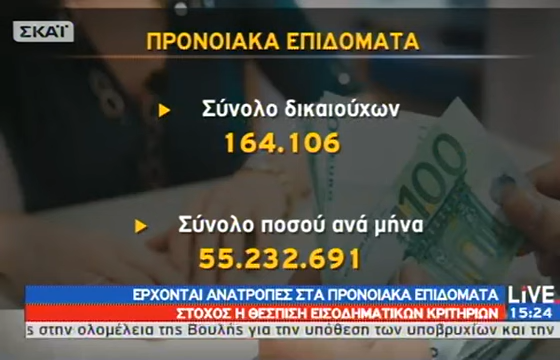 ΣΚΑΪ
ΠΡΟΝΟΙΑΚΑ ΕΠΙΔΟΜΑΤΑ
Σύνολο δικαιούχων
164.106
100
Σύνολο ποσού ανά μήνα
55.232.691
ΕΡΧΟΝΤΑΙ ΑΝΑΤΡΟΠΕΣ ΣΤΑ ΠΡΟΝΟΙΑΚΑ ΕΠΙΔΟΜΑΤΑ
LiVE
ΣΤΟΧΟΣ Η ΘΕΣΠΙΣΗ ΕΙΣΟΔΗΜΑΤΙΚΩΝ ΚΡΙΤΗΡΙΩΝ
15:24
ς στην ολομέλεια της Βουλής για την υπόθεση των υποβρυχίων και την